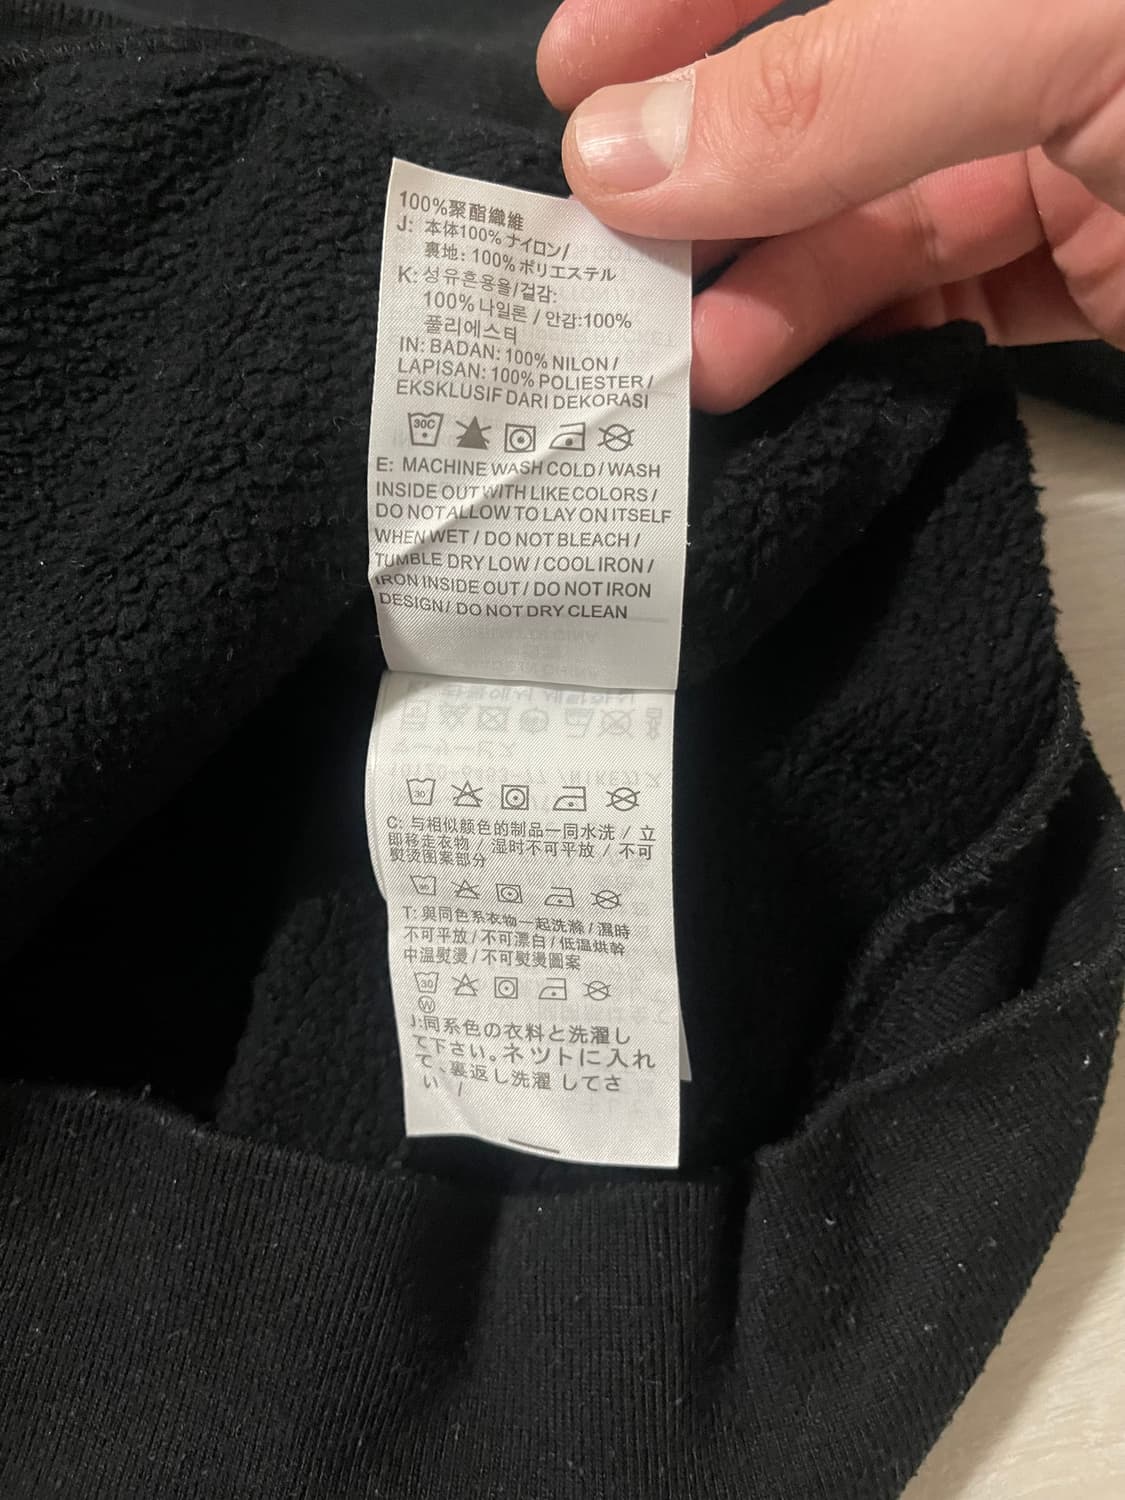 100%聚酯纖維
J: 本体100% ナイロン/
裏地: 100% ポリエステル
K: 성유혼용율/겉감:
100% 나일론 / 안감:100%
폴리에스터
IN: BADAN: 100% NILON /
LAPISAN: 100% POLIESTER /
EKSKLUSIF DARI DEKORASI
30C
E: MACHINE WASH COLD / WASH
INSIDE OUT WITH LIKE COLORS /
DO NOT ALLOW TO LAY ON ITSELF
WHEN WET / DO NOT BLEACH /
TUMBLE DRY LOW / COOL IRON /
IRON INSIDE OUT / DO NOT IRON
DESIGN/ DO NOT DRY CLEAN
30
C: 与相似颜色的制品一同水洗 / 立
即移走衣物 / 湿时不可平放 / 不可
熨烫图案部分
T: 與同色系衣物一起洗滌 / 濕時
不可平放 / 不可漂白 / 低温烘幹
中温熨燙 / 不可熨燙圖案
30
W
J:同系色の衣料と洗濯し
て下さい。ネットに入れ
て、裏返し洗濯 してさ
い /